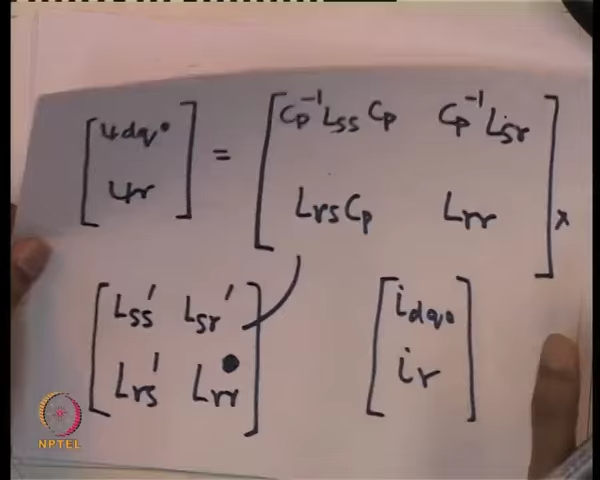 [ψdq0 ψr] = [Cp⁻¹ Lss Cp Cp⁻¹ Lsr
Lrs Cp Lrr] x
[Lss' Lsr' [idq0
Lrs' Lrr] ir]
NPTEL